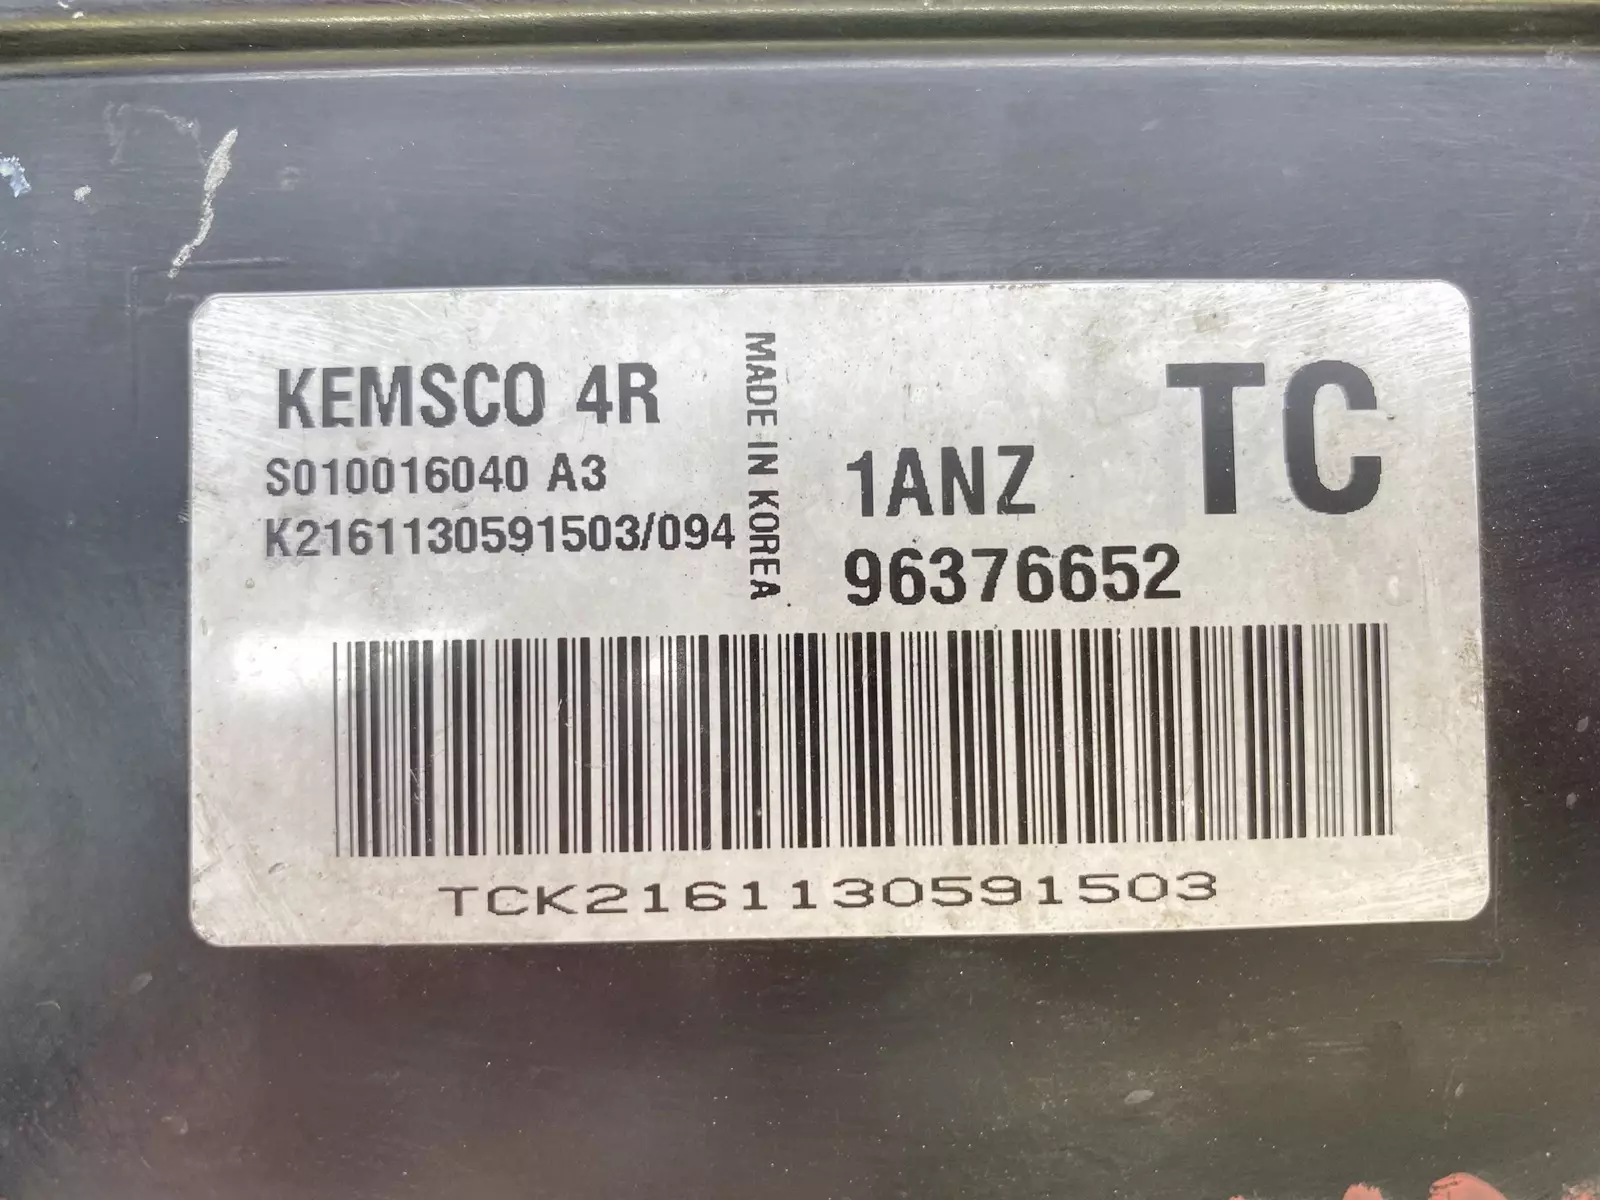 KEMSCO 4R
S010016040 A3
K2161130591503/094
MADE IN KOREA
1ANZ
TC
96376652
TCK2161130591503